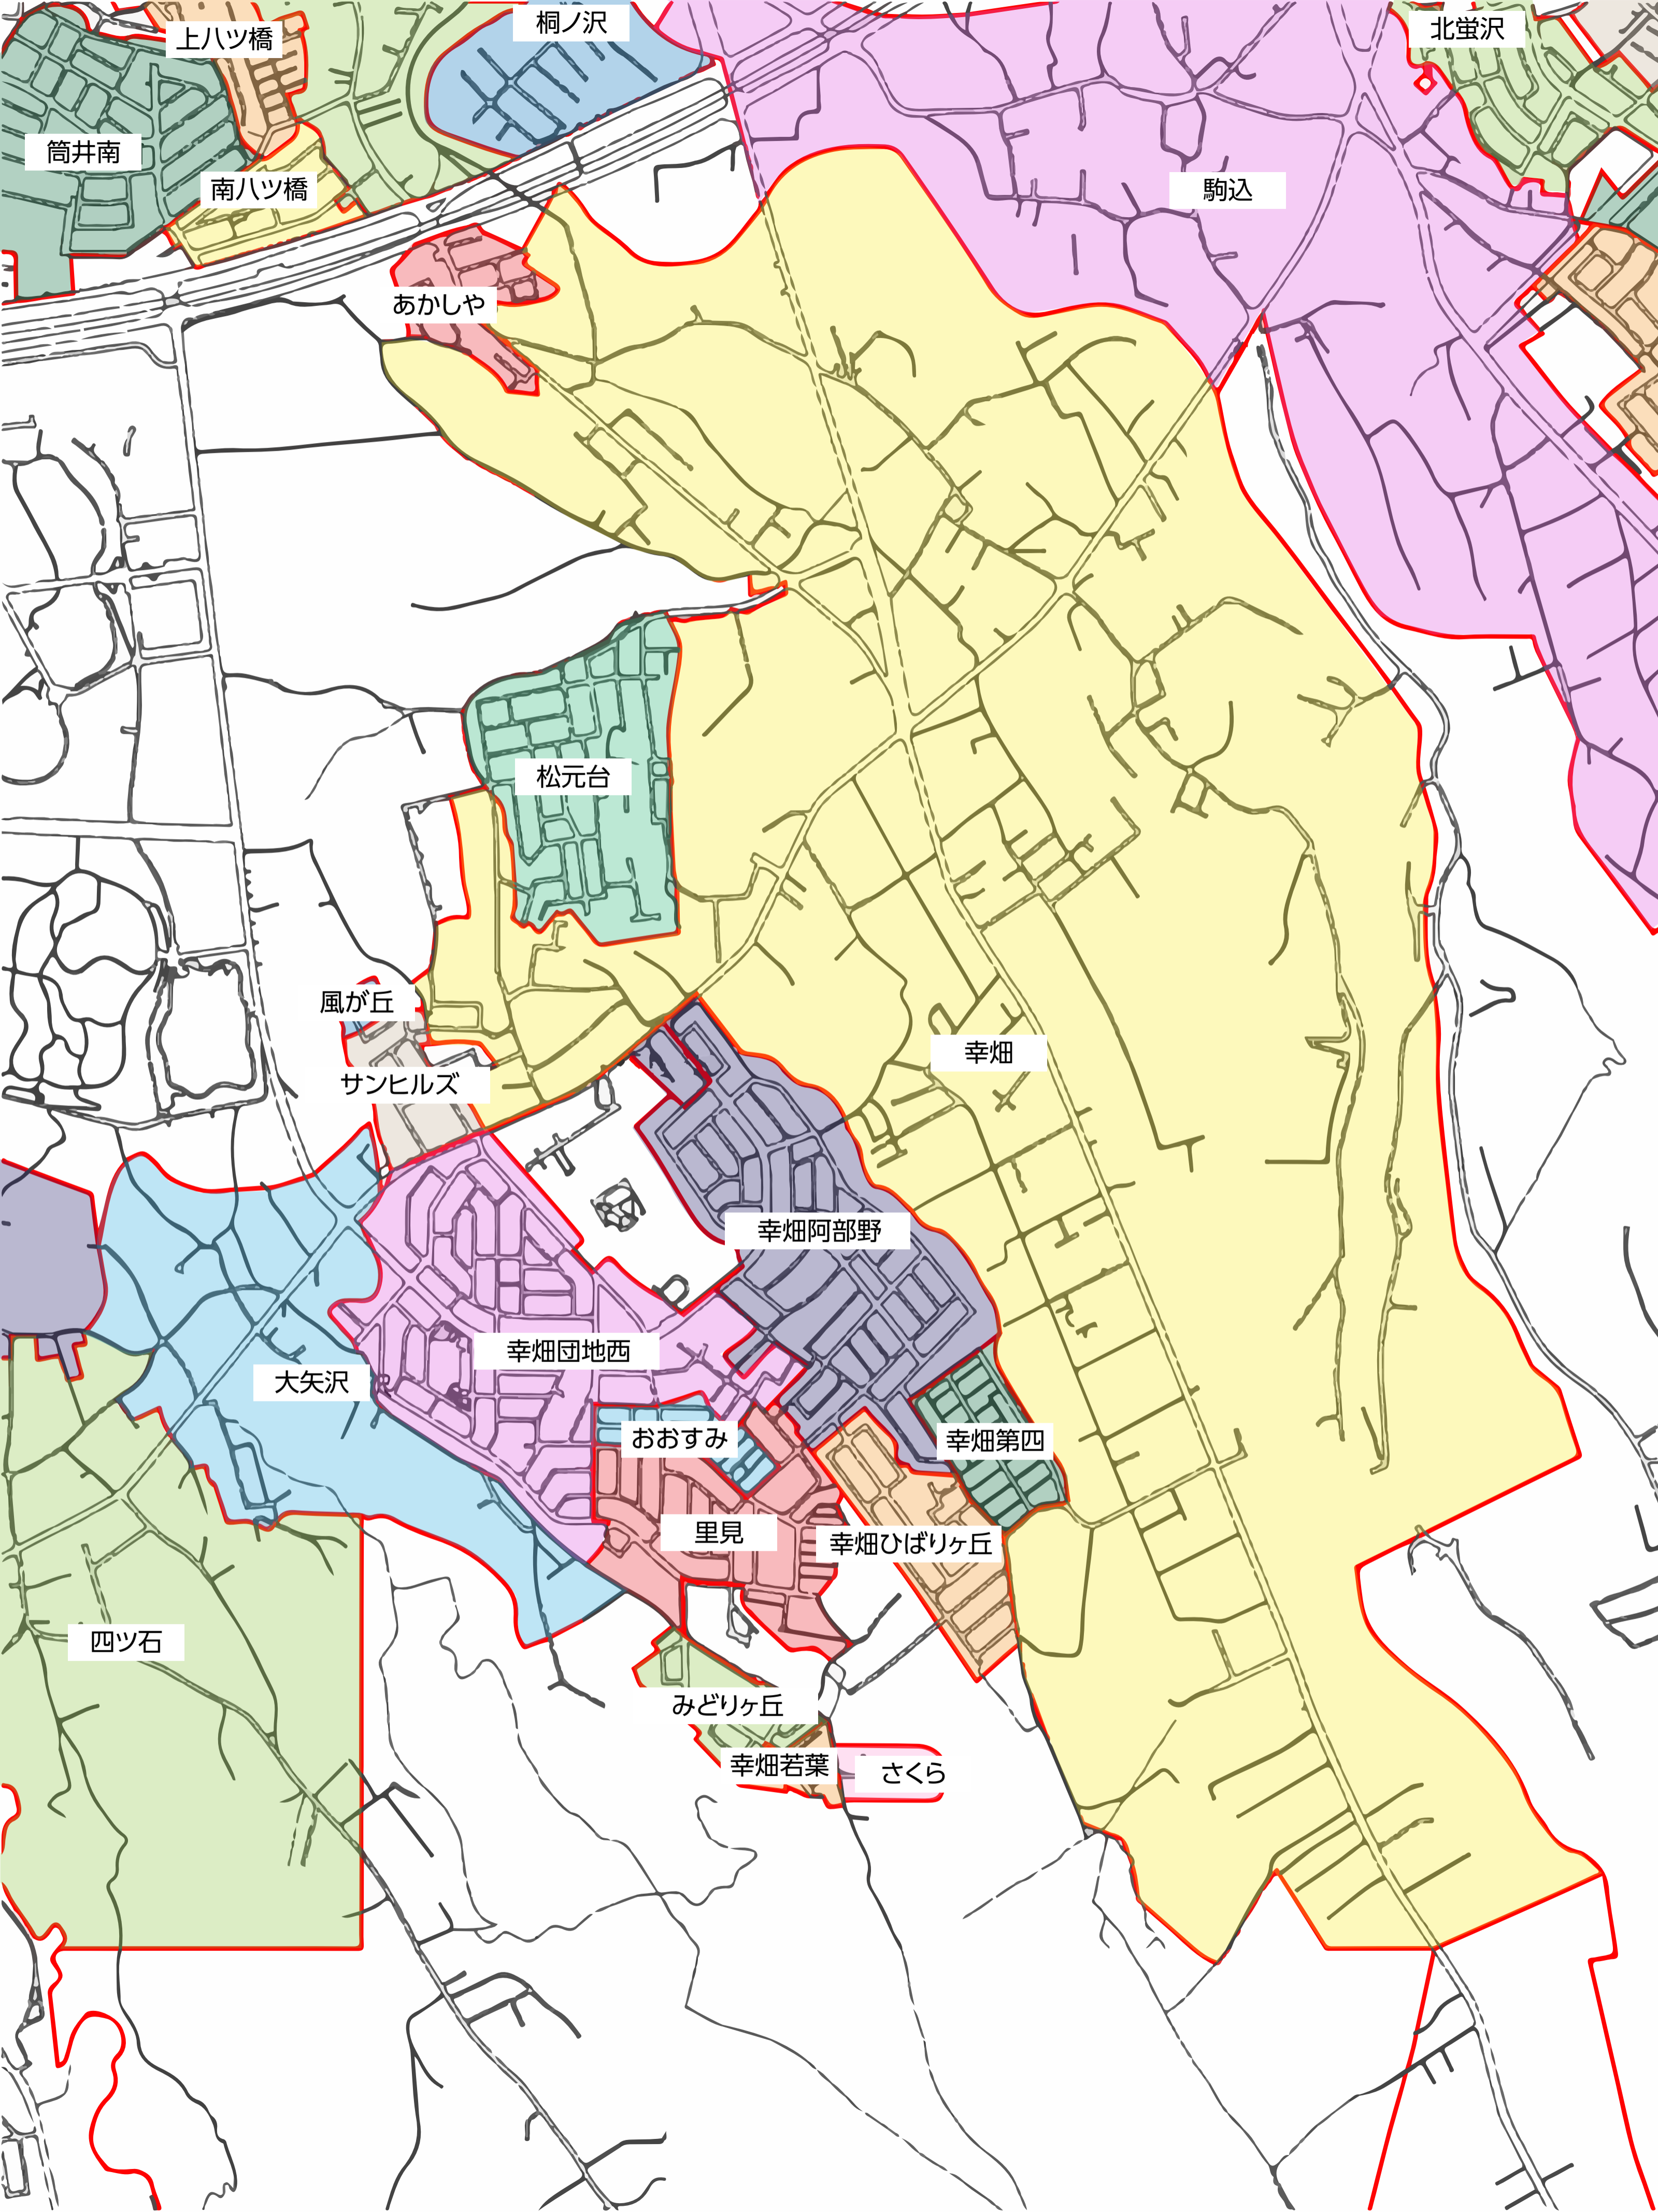 桐ノ沢
北蛍沢
上八ツ橋
筒井南
南八ツ橋
駒込
あかしや
松元台
風が丘
幸畑
サンヒルズ
幸畑阿部野
幸畑団地西
大矢沢
おおすみ
幸畑第四
里見
幸畑ひばりヶ丘
四ツ石
みどりヶ丘
幸畑若葉
さくら